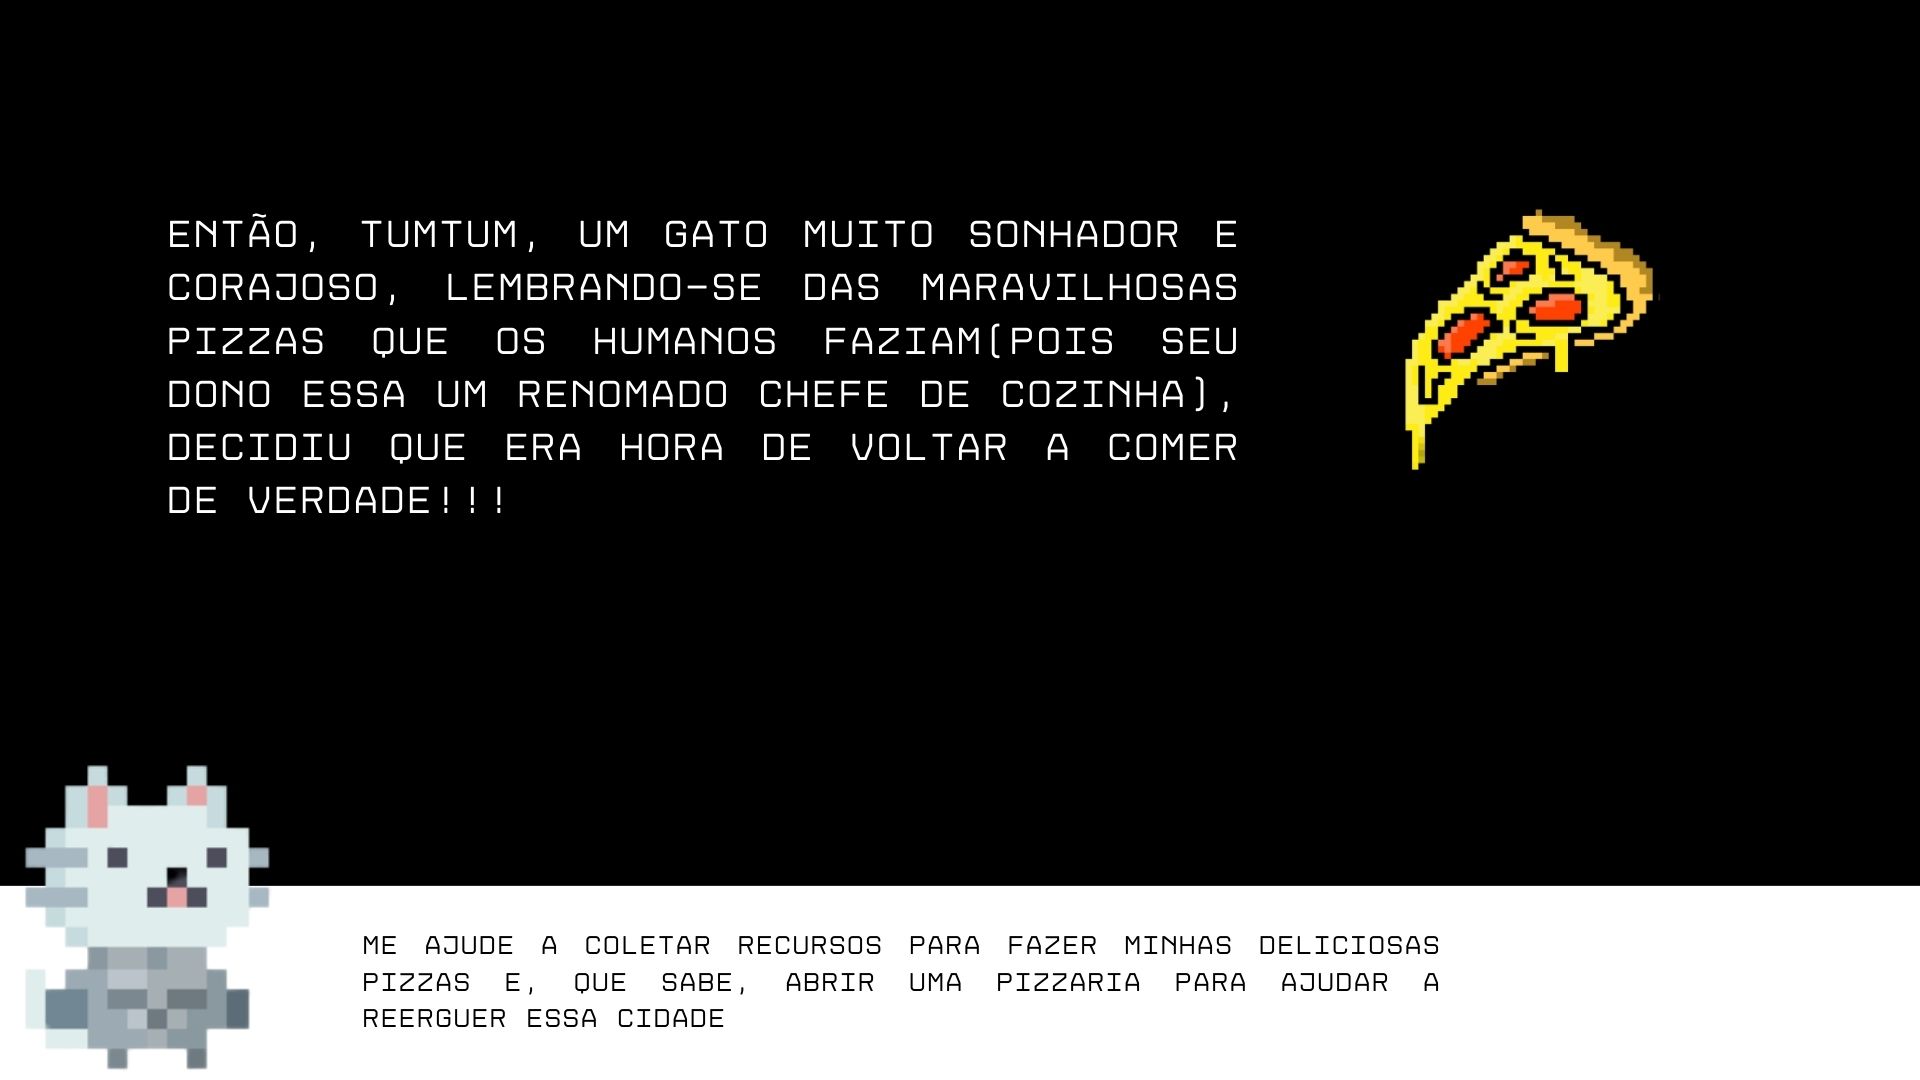 ENTÃO, TUMTUM, UM GATO MUITO SONHADOR E
CORAJOSO, LEMBRANDO-SE DAS MARAVILHOSAS
PIZZAS QUE OS HUMANOS FAZIAM(POIS SEU
DONO ESSA UM RENOMADO CHEFE DE COZINHA),
DECIDIU QUE ERA HORA DE VOLTAR A COMER
DE VERDADE!!!
ME AJUDE A COLETAR RECURSOS PARA FAZER MINHAS DELICIOSAS
PIZZAS E, QUE SABE, ABRIR UMA PIZZARIA PARA AJUDAR A
REERGUER ESSA CIDADE